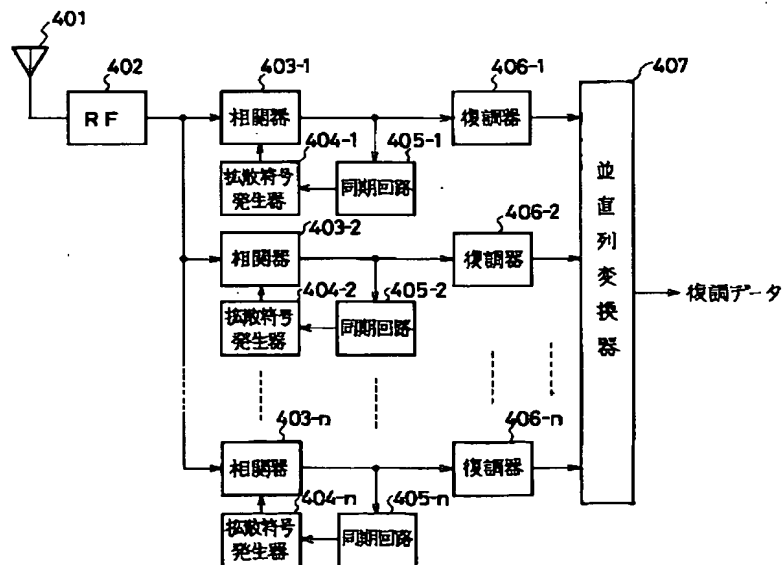 401
402
RF
403-1
相関器
404-1
拡散符号
発生器
405-1
同期回路
406-1
復調器
407
並直列変換器
復調データ
403-2
相関器
404-2
拡散符号
発生器
405-2
同期回路
406-2
復調器
403-n
相関器
404-n
拡散符号
発生器
405-n
同期回路
406-n
復調器